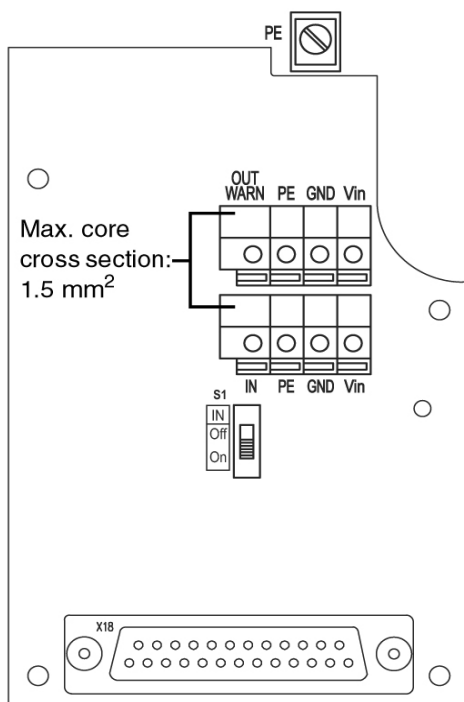 PE
OUT
WARN PE GND Vin
Max. core
cross section:
1.5 mm²
IN PE GND Vin
S1
IN
Off
On
X18